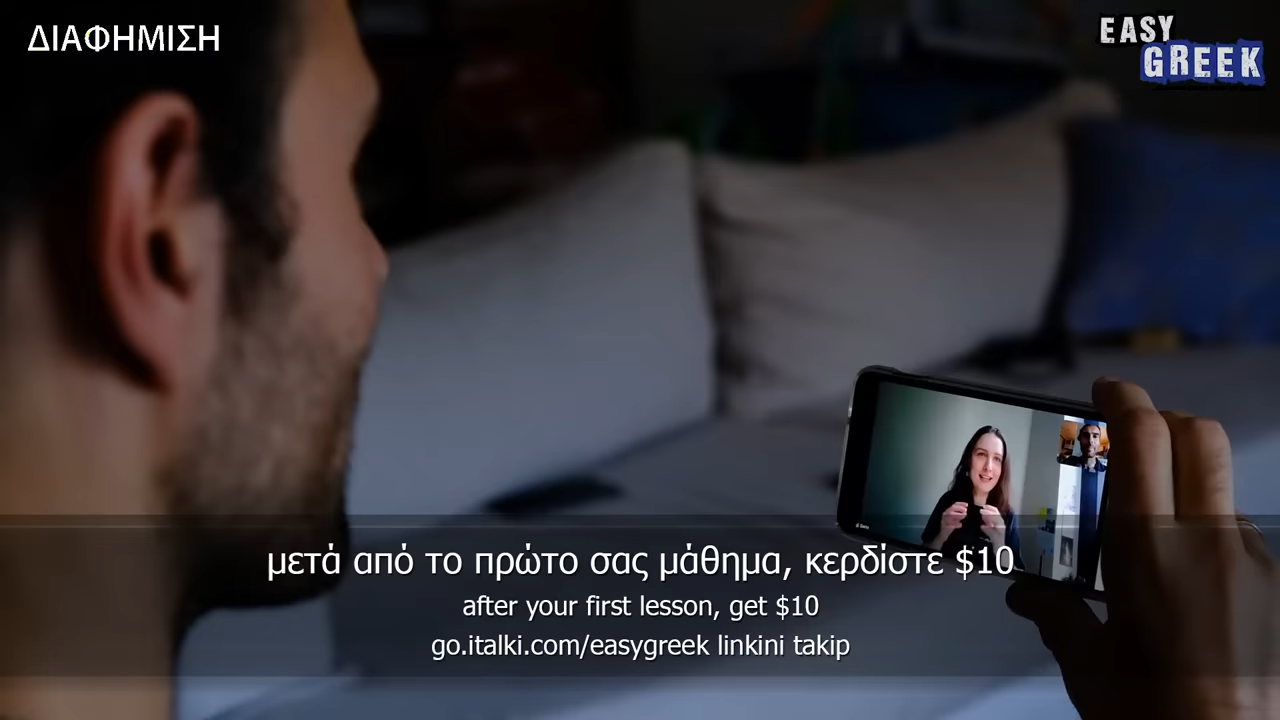 ΔΙΑΦΗΜΙΣΗ
EASY
GREEK
μετά από το πρώτο σας μάθημα, κερδίστε $10
after your first lesson, get $10
go.italki.com/easygreek linkini takip